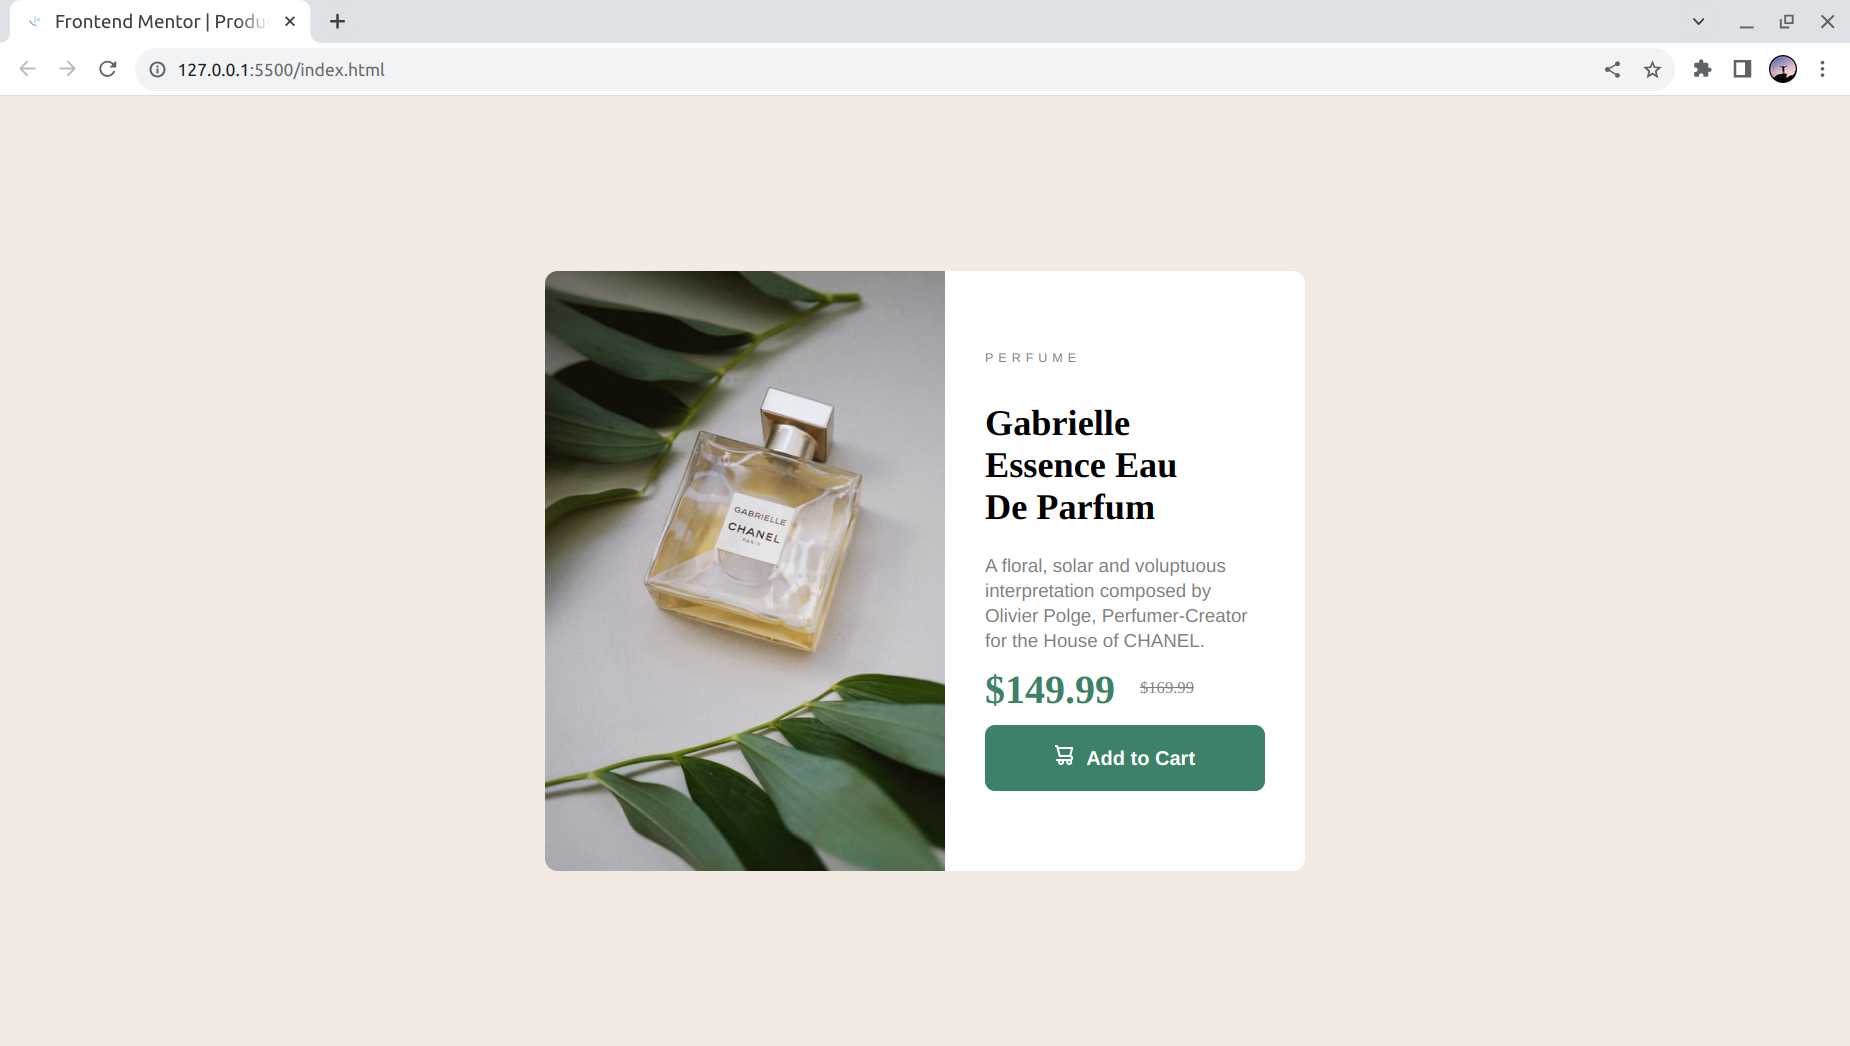 Frontend Mentor | Produ
127.0.0.1:5500/index.html
GABRIELLE
CHANEL
PARIS
PERFUME
Gabrielle
Essence Eau
De Parfum
A floral, solar and voluptuous
interpretation composed by
Olivier Polge, Perfumer-Creator
for the House of CHANEL.
$149.99 $169.99
Add to Cart